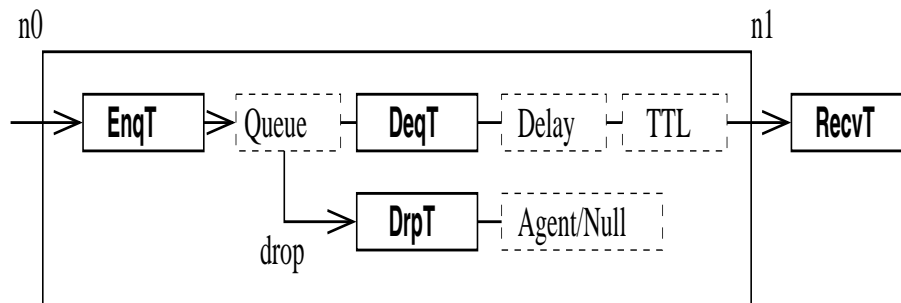 n0 n1
EnqT Queue DeqT Delay TTL RecvT
DrpT Agent/Null
drop